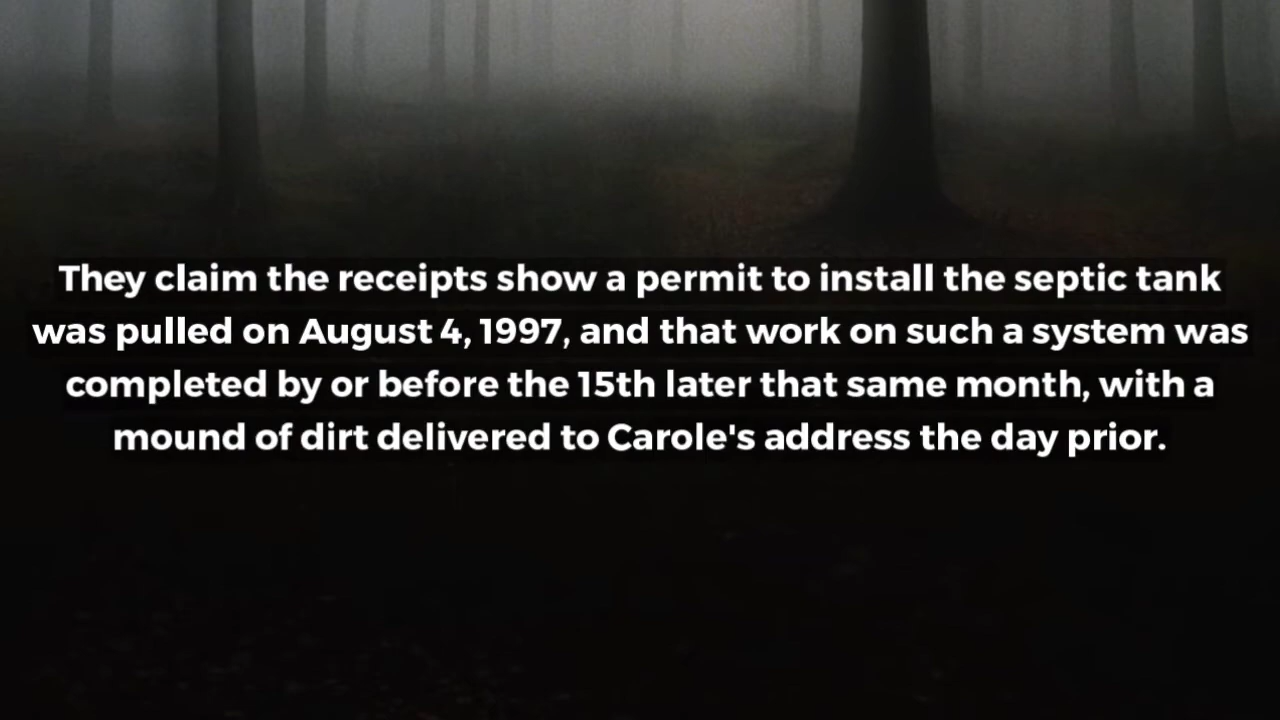 They claim the receipts show a permit to install the septic tank
was pulled on August 4, 1997, and that work on such a system was
completed by or before the 15th later that same month, with a
mound of dirt delivered to Carole's address the day prior.